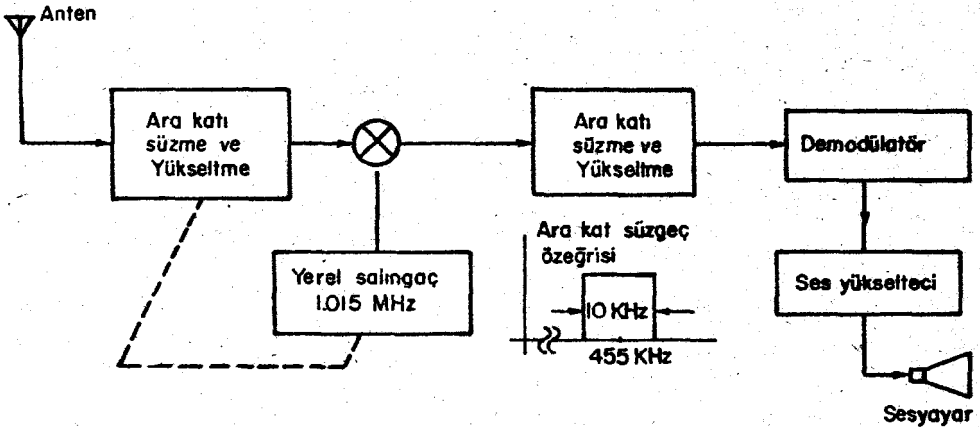 Anten
Ara katı
süzme ve
Yükseltme
Ara katı
süzme ve
Yükseltme
Demodülatör
Yerel salıngaç
1.015 MHz
Ara kat süzgeç
özeğrisi
10 KHz
455 KHz
Ses yükselteci
Sesyayar